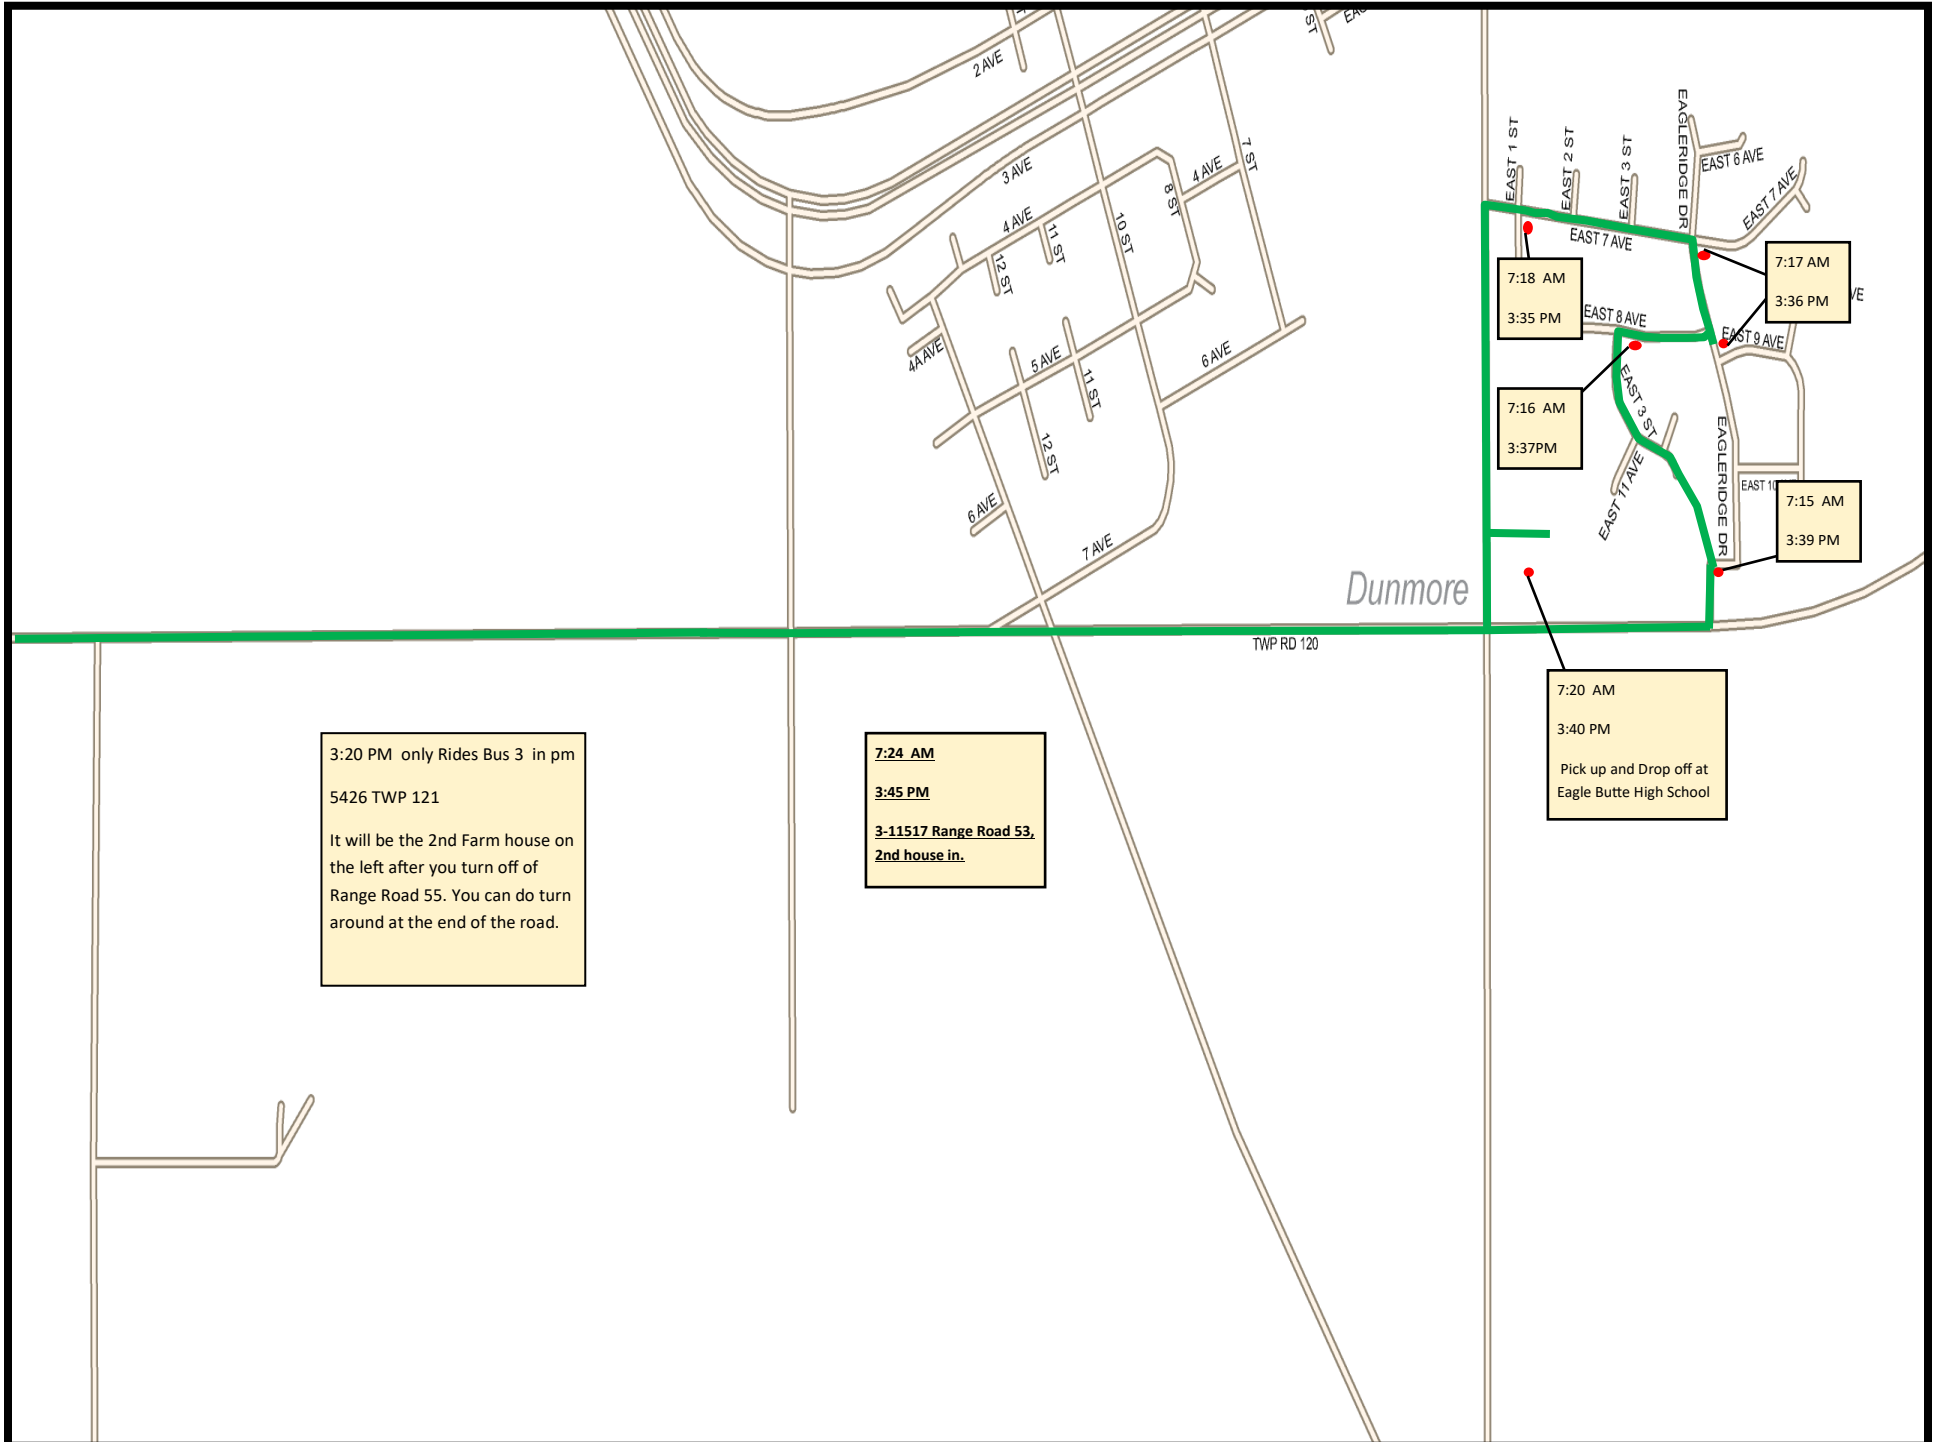 2 AVE
3 AVE
4 AVE
4 AVE
7 ST
8 ST
10 ST
11 ST
12 ST
4A AVE
5 AVE
11 ST
12 ST
6 AVE
6 AVE
7 AVE
EAST 1 ST
EAST 2 ST
EAST 3 ST
EAGLERIDGE DR
EAST 6 AVE
EAST 7 AVE
EAST 7 AVE
7:17 AM
3:36 PM
7:18 AM
3:35 PM
EAST 8 AVE
EAST 9 AVE
7:16 AM
3:37PM
EAST 3 ST
EAST 11 AVE
EAGLERIDGE DR
EAST 10
7:15 AM
3:39 PM
Dunmore
TWP RD 120
7:20 AM
3:40 PM
Pick up and Drop off at
Eagle Butte High School
3:20 PM only Rides Bus 3 in pm
5426 TWP 121
It will be the 2nd Farm house on
the left after you turn off of
Range Road 55. You can do turn
around at the end of the road.
7:24 AM
3:45 PM
3-11517 Range Road 53,
2nd house in.